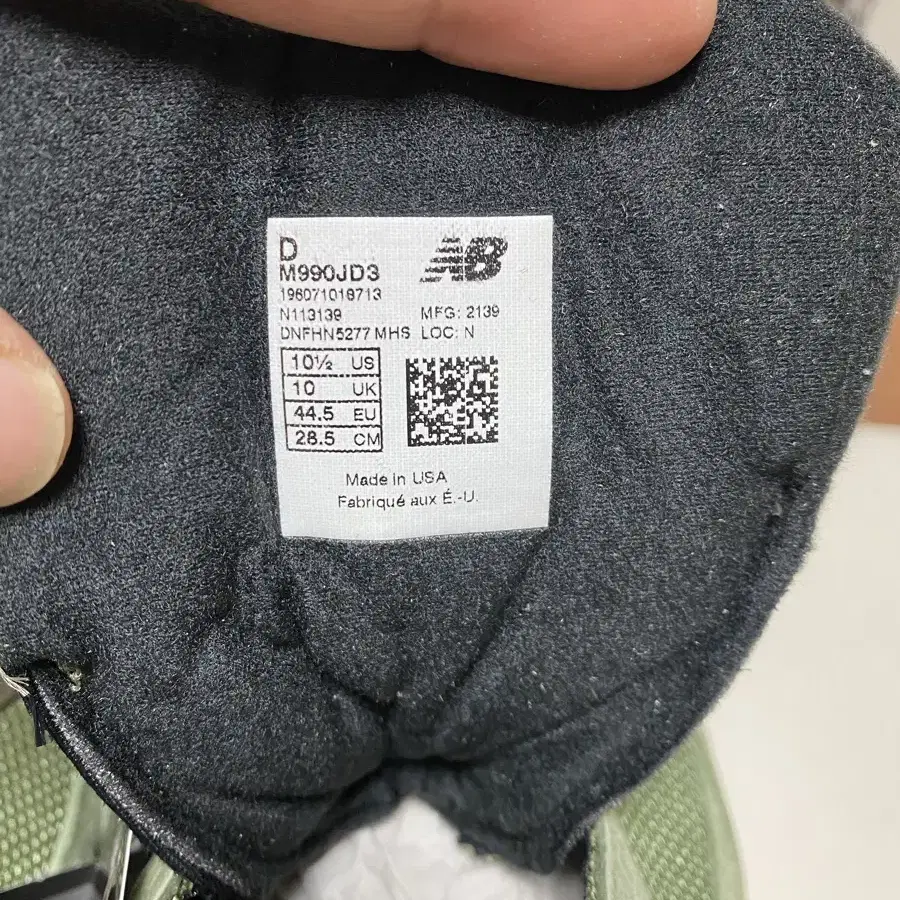 D
NB
M990JD3
196071018713
N113139 MFG: 2139
DNFHN5277 MHS LOC: N
10½ US
10 UK
44.5 EU
28.5 CM
Made in USA
Fabriqué aux É.-U.